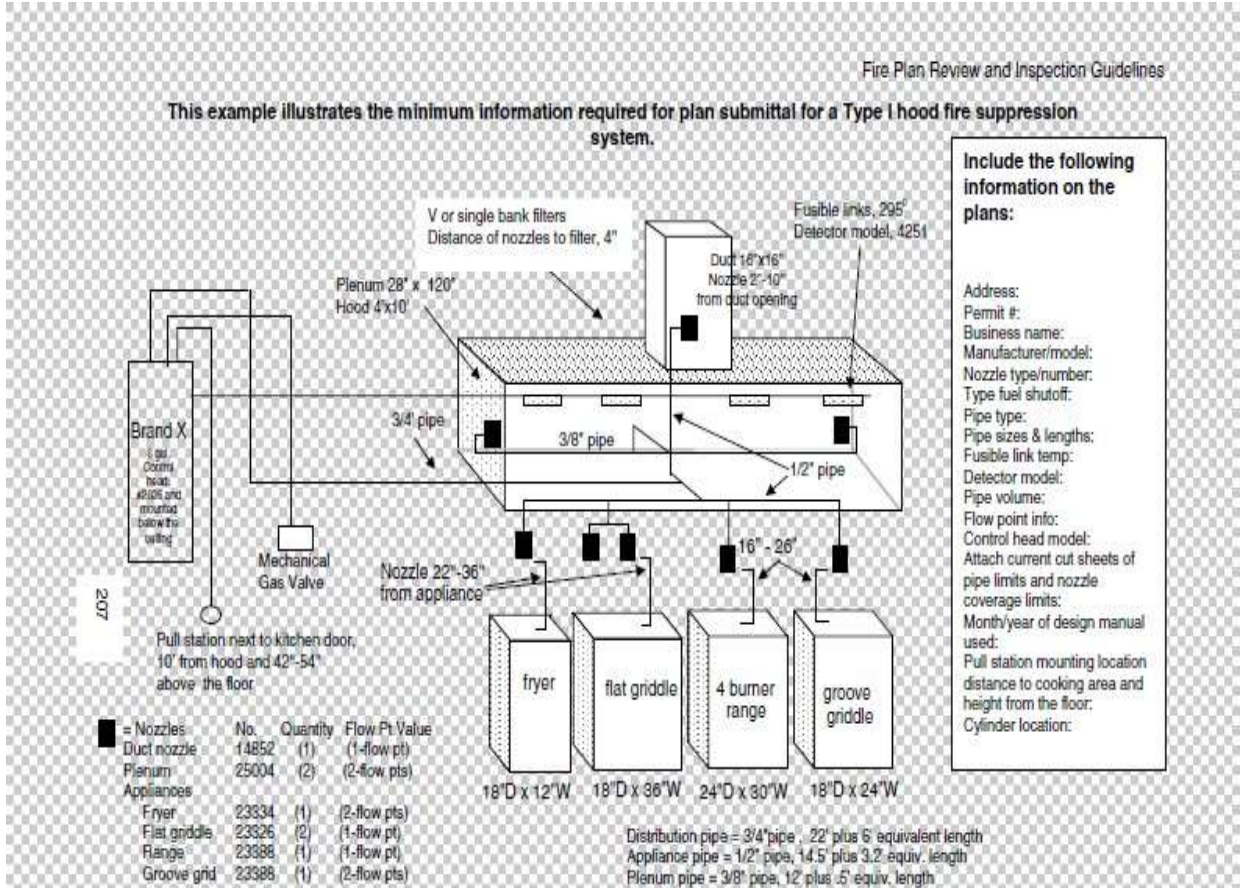 Fire Plan Review and Inspection Guidelines
This example illustrates the minimum information required for plan submittal for a Type I hood fire suppression
system.
V or single bank filters
Distance of nozzles to filter, 4"
Fusible links, 295°
Detector model, 4251
Duct 16"x16"
Nozzle 2"-10"
from duct opening
Plenum 28" x 120"
Hood 4'x10'
3/4' pipe
3/8" pipe
1/2" pipe
Brand X
Control
head:
and
mounted
below the
ceiling
Mechanical
Gas Valve
Nozzle 22"-36"
from appliance
16" - 26"
Pull station next to kitchen door,
10' from hood and 42"-54"
above the floor
fryer
flat griddle
4 burner
range
groove
griddle
18"D x 12"W
18"D x 36"W
24"D x 30"W
18"D x 24"W
= Nozzles No. Quantity Flow Pt Value
Duct nozzle 14852 (1) (1-flow pt)
Plenum 25004 (2) (2-flow pts)
Appliances
Fryer 23334 (1) (2-flow pts)
Flat griddle 23326 (2) (1-flow pt)
Range 23388 (1) (1-flow pt)
Groove grid 23388 (1) (2-flow pts)
Distribution pipe = 3/4"pipe , 22' plus 6' equivalent length
Appliance pipe = 1/2" pipe, 14.5' plus 3.2' equiv. length
Plenum pipe = 3/8" pipe, 12' plus .5' equiv. length
Include the following
information on the
plans:
Address:
Permit #:
Business name:
Manufacturer/model:
Nozzle type/number:
Type fuel shutoff:
Pipe type:
Pipe sizes & lengths:
Fusible link temp:
Detector model:
Pipe volume:
Flow point info:
Control head model:
Attach current cut sheets of
pipe limits and nozzle
coverage limits:
Month/year of design manual
used:
Pull station mounting location
distance to cooking area and
height from the floor:
Cylinder location:
207